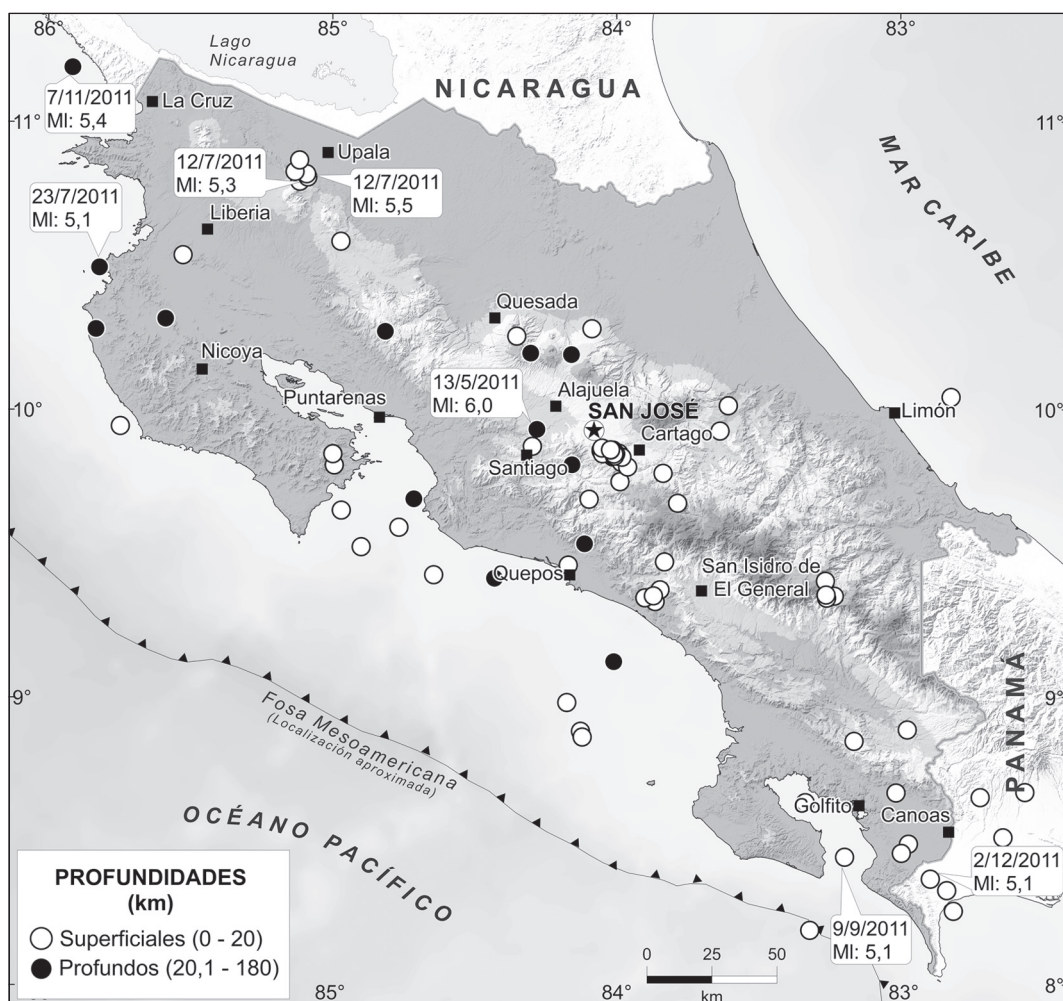 86°
85°
84°
83°
Lago
Nicaragua
NICARAGUA
7/11/2011
Ml: 5,4
La Cruz
11°
11°
MAR CARIBE
12/7/2011
Ml: 5,3
Upala
12/7/2011
Ml: 5,5
23/7/2011
Ml: 5,1
Liberia
Quesada
Nicoya
13/5/2011
Ml: 6,0
Alajuela
Puntarenas
SAN JOSÉ
10°
Limón
10°
Cartago
Santiago
Quepos
San Isidro de
El General
9°
9°
PANAMÁ
Fosa Mesoamericana
(Localización aproximada)
OCÉANO PACÍFICO
Golfito
Canoas
2/12/2011
Ml: 5,1
9/9/2011
Ml: 5,1
PROFUNDIDADES
(km)
Superficiales (0 - 20)
Profundos (20,1 - 180)
0 25 50
km
8°
85°
84°
83°
8°